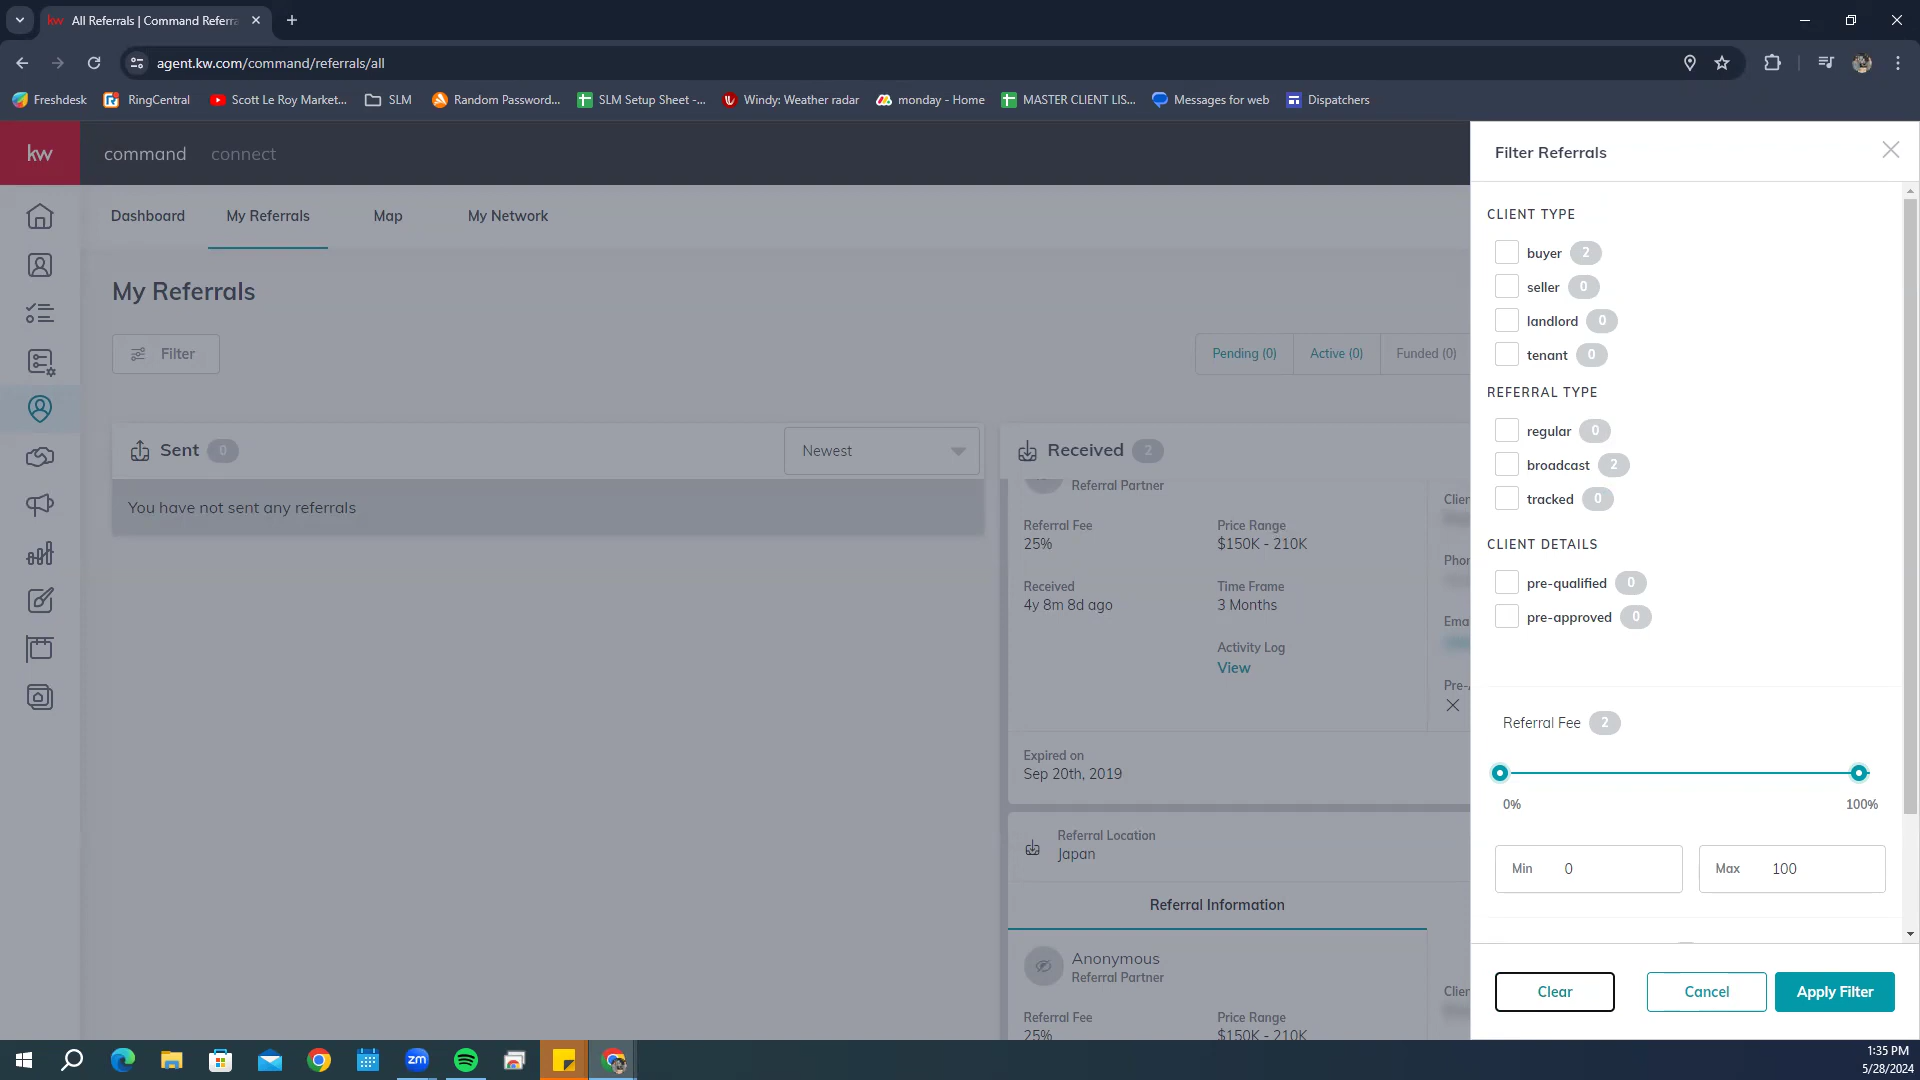 kw All Referrals | Command Referra
agent.kw.com/command/referrals/all
Freshdesk RingCentral Scott Le Roy Market... SLM Random Password... SLM Setup Sheet -... Windy: Weather radar monday - Home MASTER CLIENT LIS... Messages for web Dispatchers
kw command connect
Dashboard My Referrals Map My Network
My Referrals
Filter
Pending (0) Active (0) Funded (0)
Sent 0 Newest
You have not sent any referrals
Received 2
Referral Partner
Referral Fee Price Range
25% $150K - 210K
Received Time Frame
4y 8m 8d ago 3 Months
Activity Log
View
Clien
Phon
Ema
Pre-
Expired on
Sep 20th, 2019
Referral Location
Japan
Referral Information
Anonymous
Referral Partner
Clien
Referral Fee Price Range
25% $150K - 210K
Filter Referrals
CLIENT TYPE
buyer 2
seller 0
landlord 0
tenant 0
REFERRAL TYPE
regular 0
broadcast 2
tracked 0
CLIENT DETAILS
pre-qualified 0
pre-approved 0
Referral Fee 2
0% 100%
Min 0 Max 100
Clear Cancel Apply Filter
zm
1:35 PM
5/28/2024